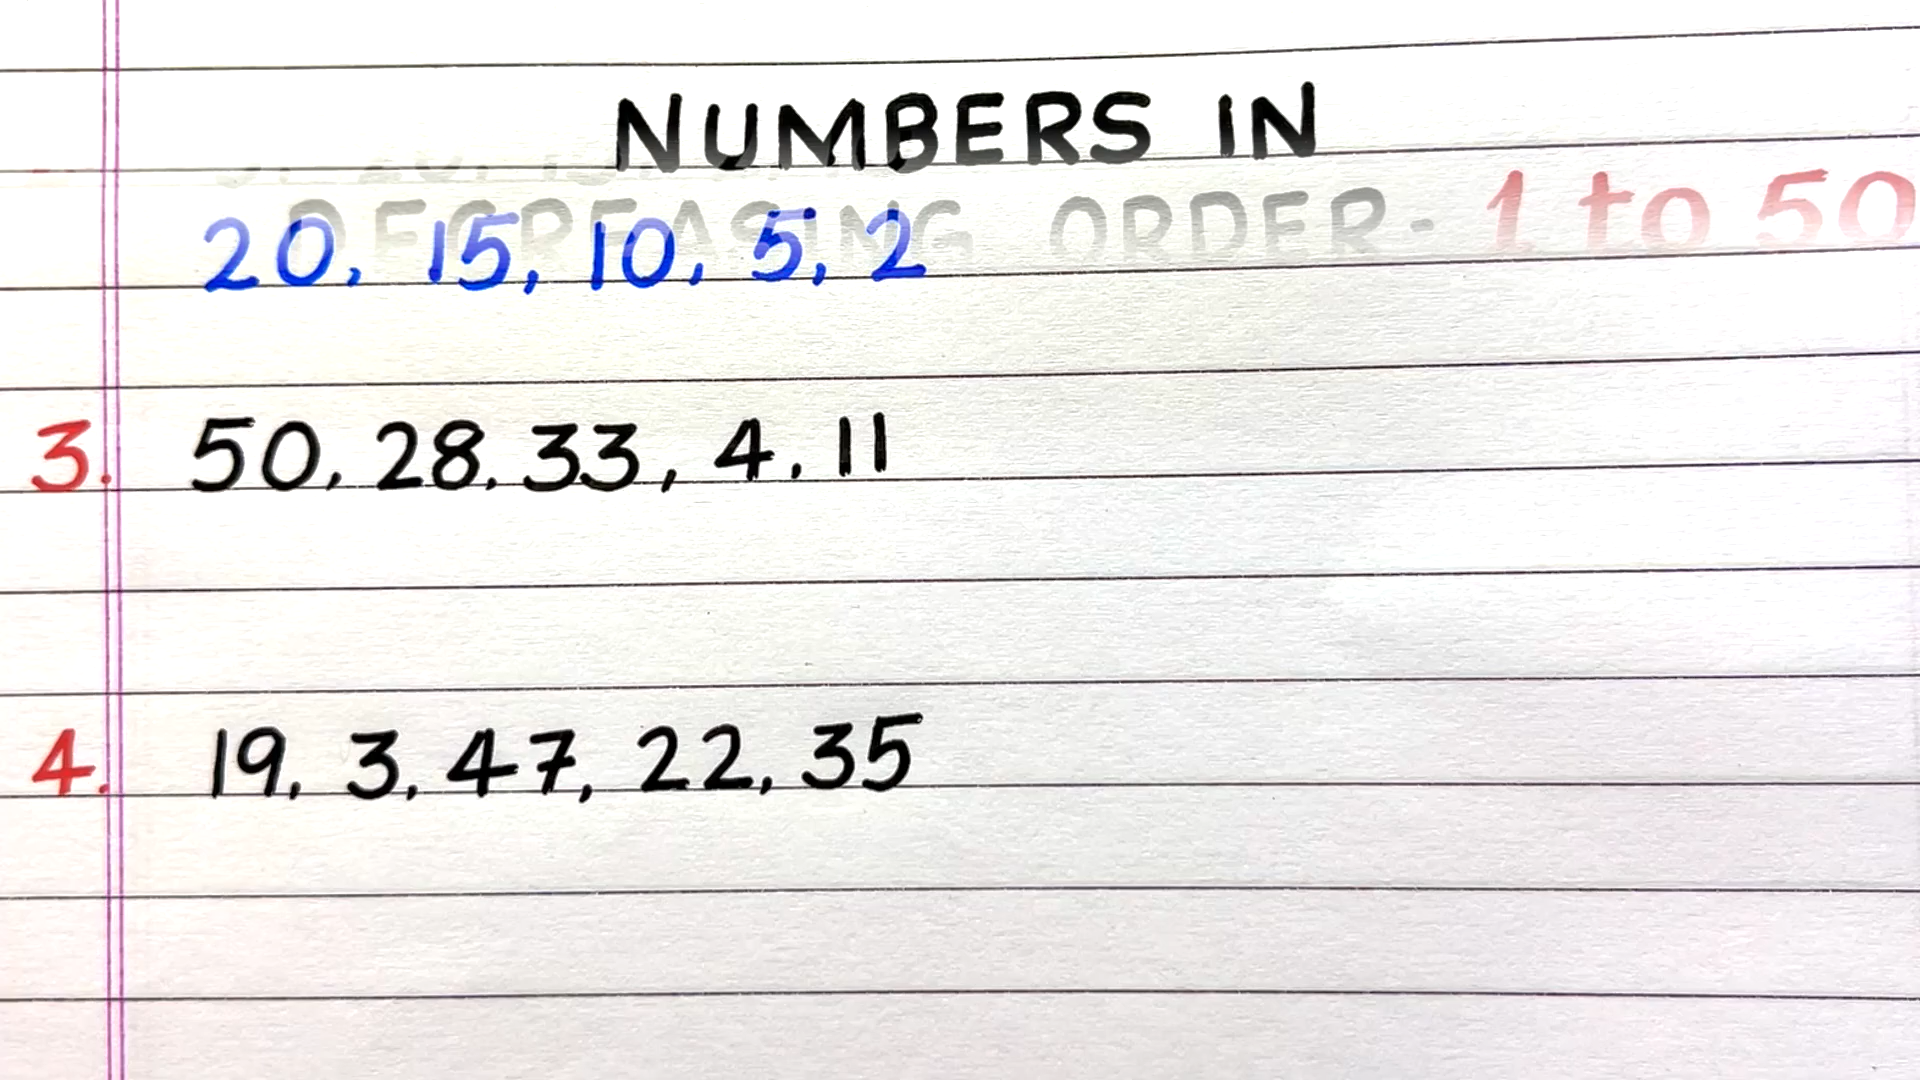 NUMBERS IN
DECREASING ORDER- 1 to 50
20, 15, 10, 5, 2
3. 50, 28, 33, 4, 11
4. 19, 3, 47, 22, 35